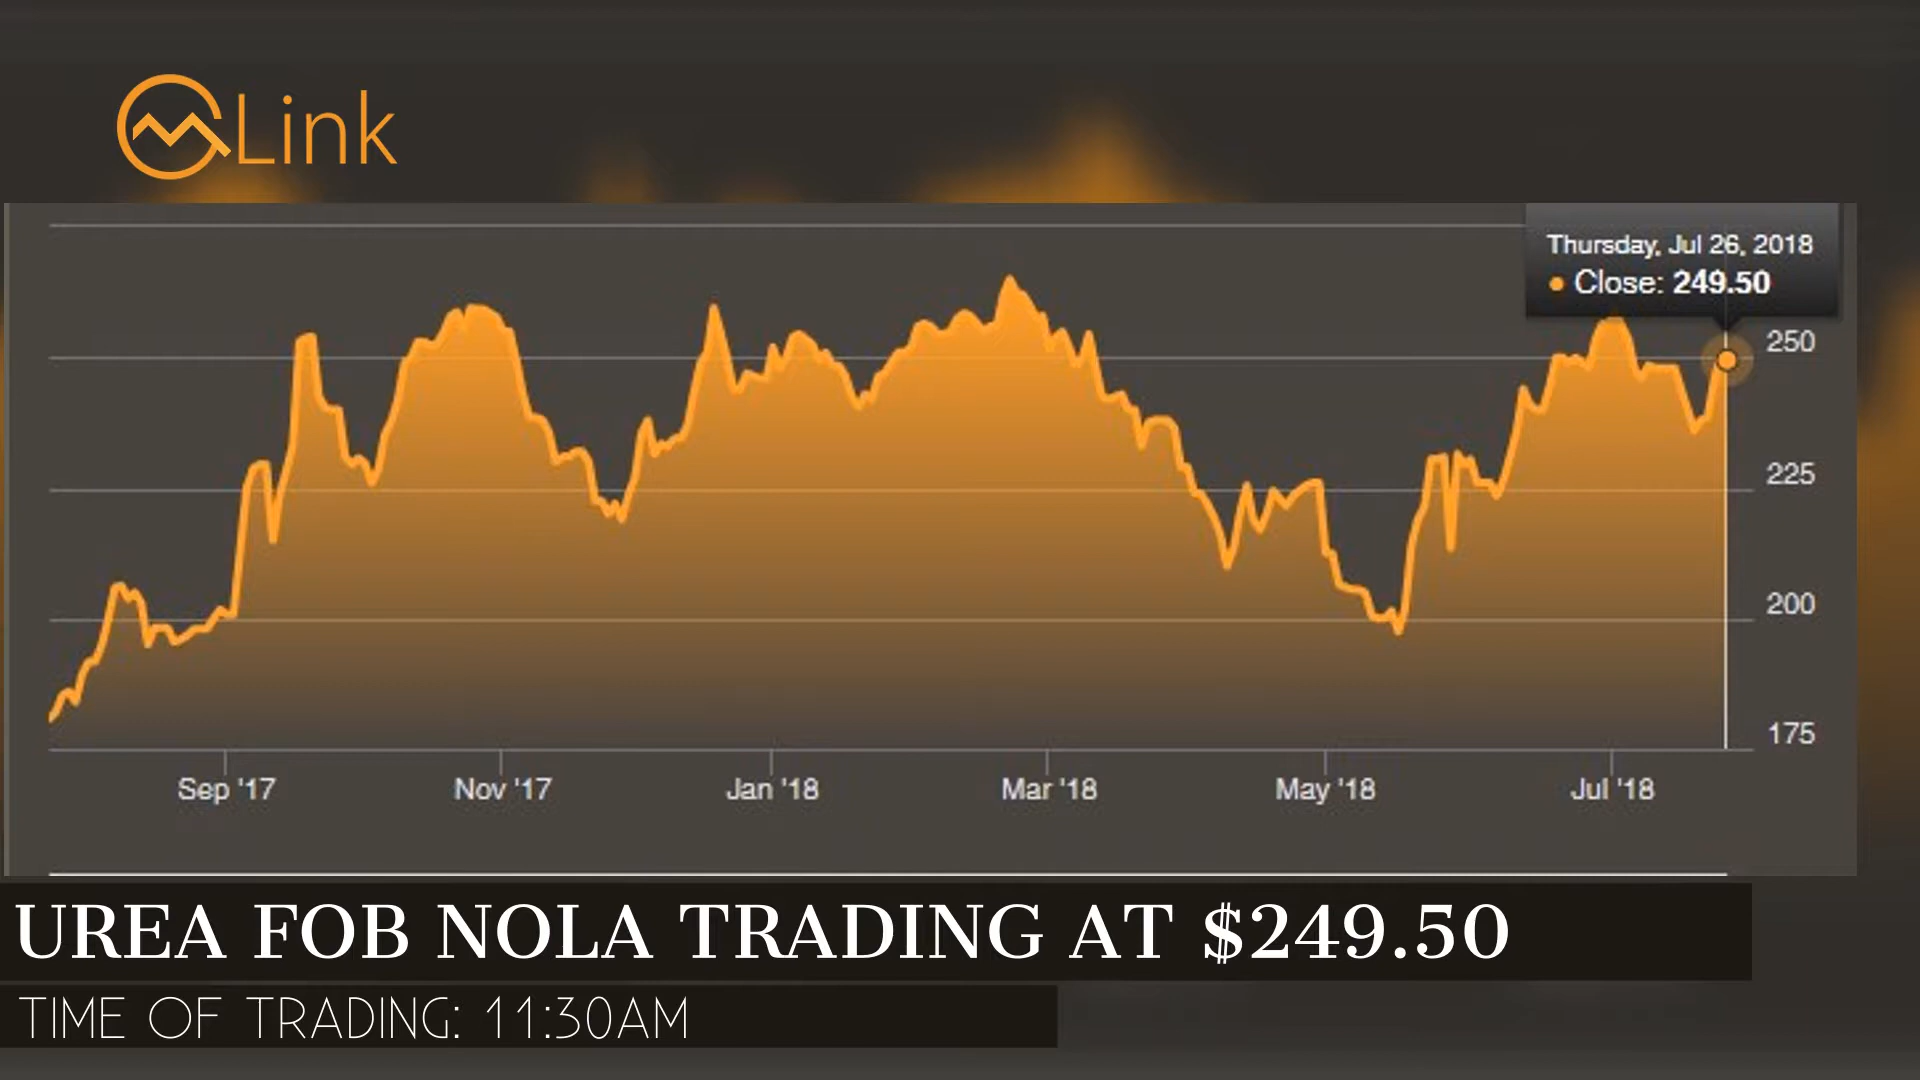 Link
Thursday, Jul 26, 2018
Close: 249.50
250
225
200
175
Sep '17 Nov '17 Jan '18 Mar '18 May '18 Jul '18
UREA FOB NOLA TRADING AT $249.50
TIME OF TRADING: 11:30AM